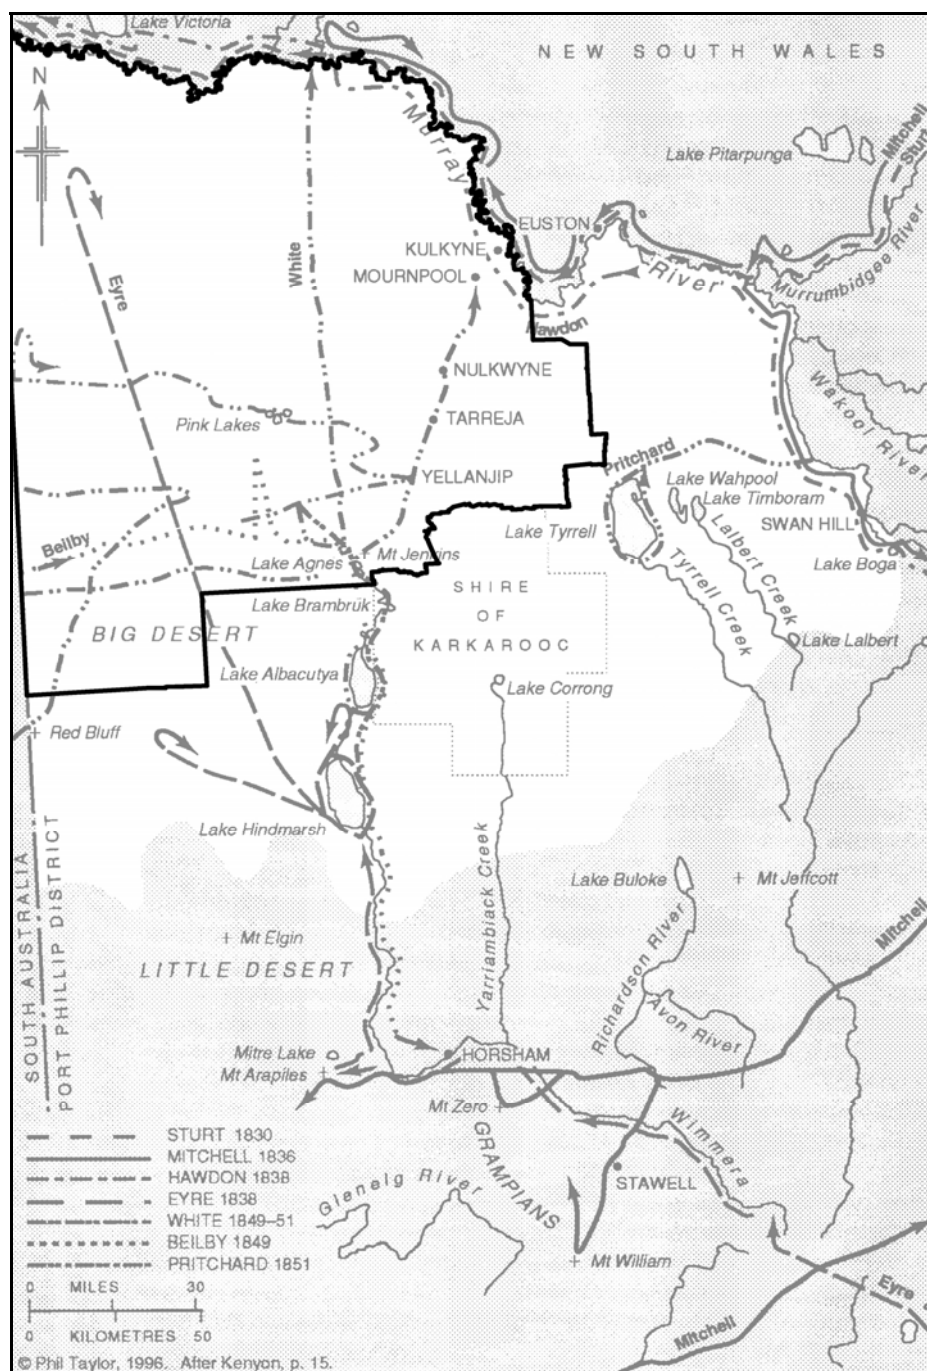 Lake Victoria
NEW SOUTH WALES
N
Mitchell
Sturt
Lake Pitarpunga
Murray
EUSTON
KULKYNE
MOURNPOOL
River
Murrumbidgee River
Eyre
White
Hawdon
NULKWYNE
Wakool River
Pink Lakes
TARREJA
Pritchard
YELLANJIP
Lake Wahpool
Lake Timboram
SWAN HILL
Lake Tyrrell
Beilby
Lake Agnes
Mt Jenkins
Lalbert Creek
Lake Boga
Tyrrell Creek
Lake Brambruk
SHIRE
OF
KARKAROOC
BIG DESERT
Lake Lalbert
Lake Albacutya
Lake Corrong
Red Bluff
Lake Hindmarsh
SOUTH AUSTRALIA
PORT PHILLIP DISTRICT
Yarriambiack Creek
Lake Buloke
Mt Jeffcott
Mitchell
Mt Elgin
LITTLE DESERT
Richardson River
Avon River
Mitre Lake
HORSHAM
Mt Arapiles
Mt Zero
GRAMPIANS
Wimmera
STURT 1830
MITCHELL 1836
HAWDON 1838
EYRE 1838
WHITE 1849–51
BEILBY 1849
PRITCHARD 1851
Glenelg River
STAWELL
Mt William
Eyre
Mitchell
0 MILES 30
0 KILOMETRES 50
© Phil Taylor, 1996. After Kenyon, p. 15.